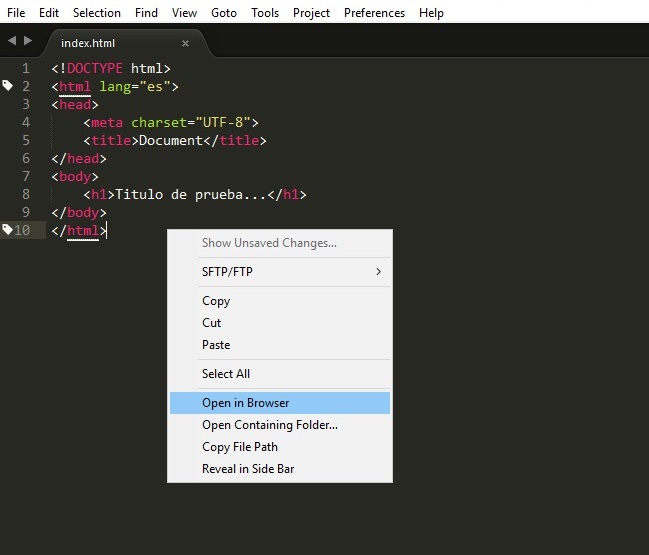 File Edit Selection Find View Goto Tools Project Preferences Help
index.html ×
1 <!DOCTYPE html>
2 <html lang="es">
3 <head>
4     <meta charset="UTF-8">
5     <title>Document</title>
6 </head>
7 <body>
8     <h1>Titulo de prueba...</h1>
9 </body>
10 </html>
Show Unsaved Changes...
SFTP/FTP
Copy
Cut
Paste
Select All
Open in Browser
Open Containing Folder...
Copy File Path
Reveal in Side Bar